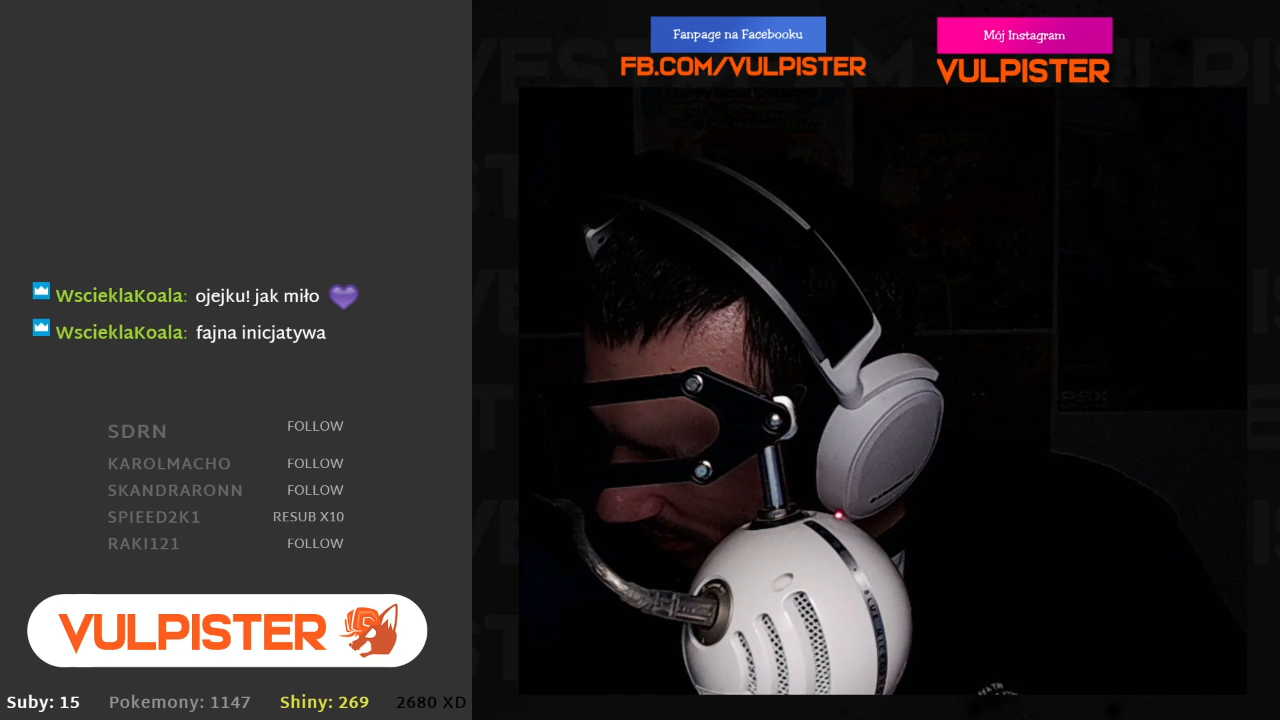 Fanpage na Facebooku
FB.COM/VULPISTER
Mój Instagram
VULPISTER
WscieklaKoala: ojejku! jak miło
WscieklaKoala: fajna inicjatywa
SDRN FOLLOW
KAROLMACHO FOLLOW
SKANDRARONN FOLLOW
SPIEED2K1 RESUB X10
RAKI121 FOLLOW
VULPISTER
Suby: 15 Pokemony: 1147 Shiny: 269 2680 XD